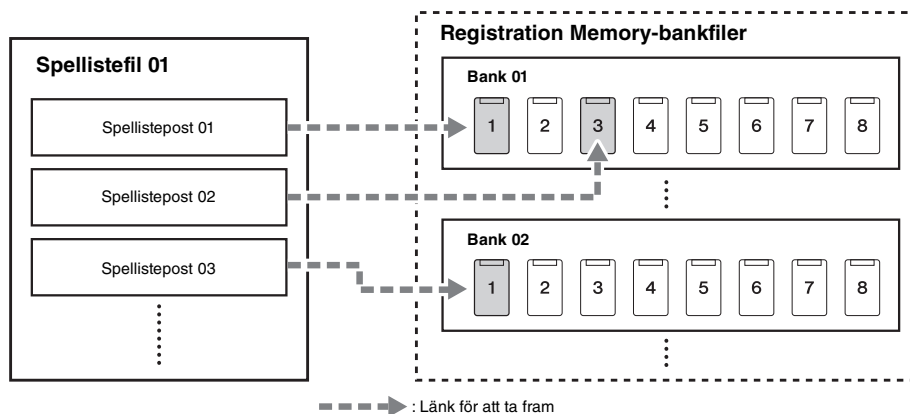 Spellistefil 01
Spellistepost 01
Spellistepost 02
Spellistepost 03
Registration Memory-bankfiler
Bank 01
1 2 3 4 5 6 7 8
Bank 02
1 2 3 4 5 6 7 8
: Länk för att ta fram